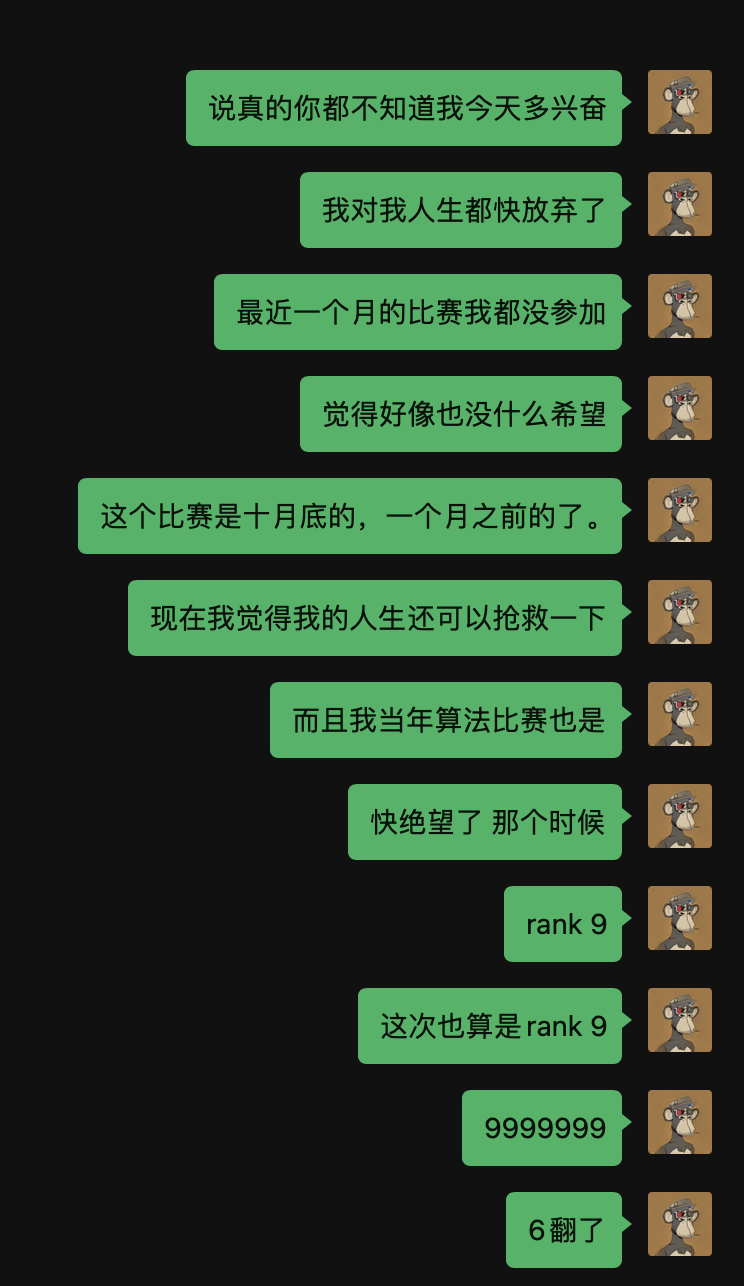 说真的你都不知道我今天多兴奋
我对我人生都快放弃了
最近一个月的比赛我都没参加
觉得好像也没什么希望
这个比赛是十月底的，一个月之前的了。
现在我觉得我的人生还可以抢救一下
而且我当年算法比赛也是
快绝望了 那个时候
rank 9
这次也算是rank 9
9999999
6翻了